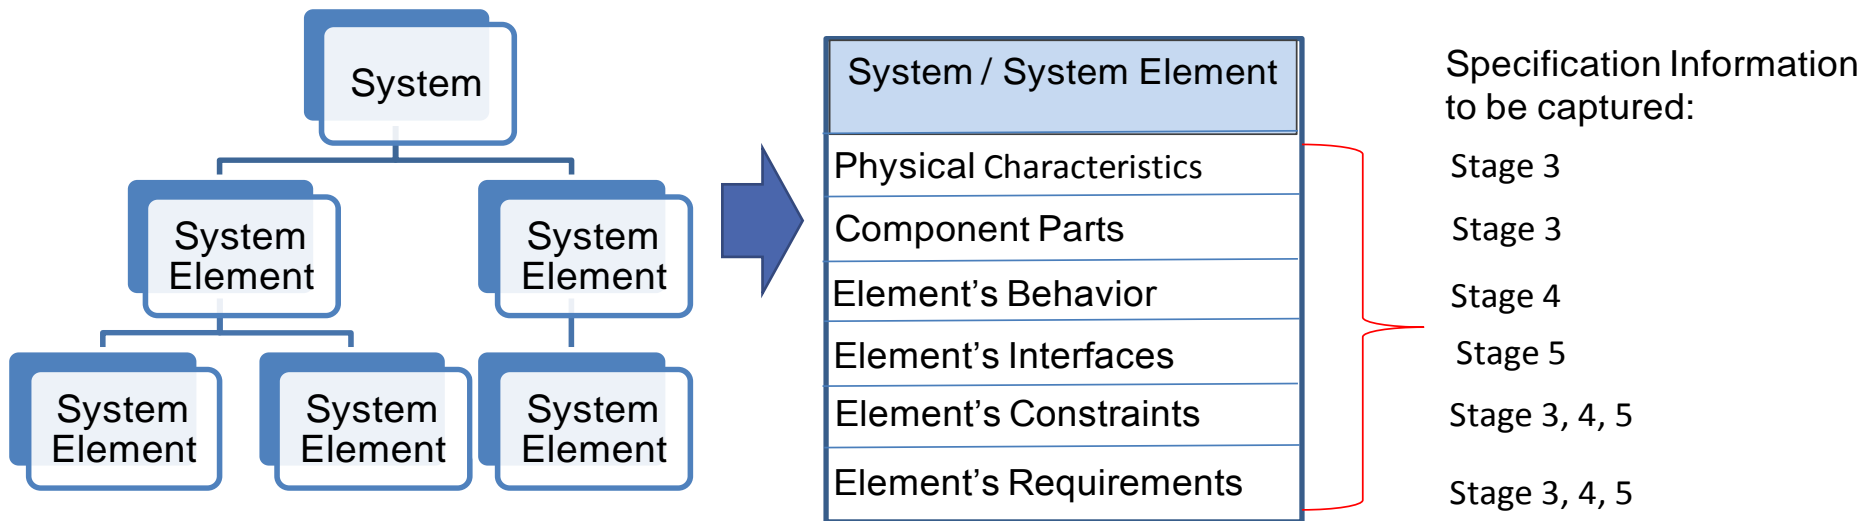 System
System
Element
System
Element
System
Element
System
Element
System
Element
System / System Element
Physical Characteristics
Component Parts
Element’s Behavior
Element’s Interfaces
Element’s Constraints
Element’s Requirements
Specification Information
to be captured:
Stage 3
Stage 3
Stage 4
Stage 5
Stage 3, 4, 5
Stage 3, 4, 5